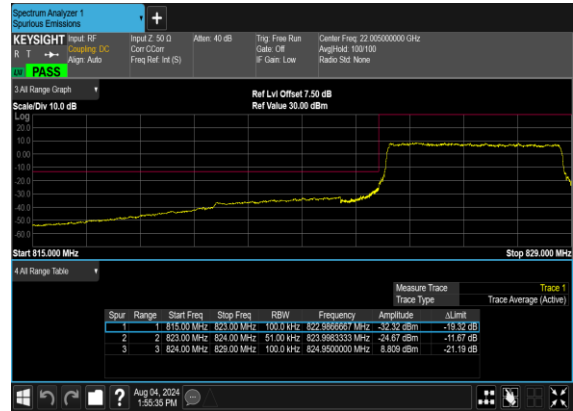 Spectrum Analyzer 1
Spurious Emissions
KEYSIGHT Input: RF Input Z: 50 Ω Atten: 40 dB Trig: Free Run Center Freq: 22.005000000 GHz
R T Coupling: DC Corr CCorr Gate: Off Avg|Hold: 100/100
Align: Auto Freq Ref: Int (S) IF Gain: Low Radio Std: None
PASS
3 All Range Graph
Ref Lvl Offset 7.50 dB
Scale/Div 10.0 dB Ref Value 30.00 dBm
Log
20.0
10.0
0.00
-10.0
-20.0
-30.0
-40.0
-50.0
-60.0
Start 815.000 MHz Stop 829.000 MHz
4 All Range Table
Measure Trace Trace 1
Trace Type Trace Average (Active)
Spur Range Start Freq Stop Freq RBW Frequency Amplitude ΔLimit
1 1 815.00 MHz 823.00 MHz 100.0 kHz 822.9866667 MHz -32.32 dBm -19.32 dB
2 2 823.00 MHz 824.00 MHz 51.00 kHz 823.9983333 MHz -24.67 dBm -11.67 dB
3 3 824.00 MHz 829.00 MHz 100.0 kHz 824.9500000 MHz 8.809 dBm -21.19 dB
? Aug 04, 2024
1:55:35 PM